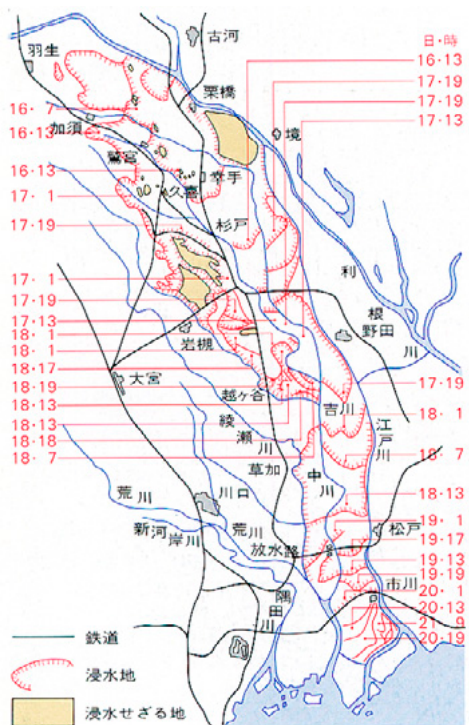 日・時
羽生
古河
16・13
17・19
17・19
17・13
栗橋
境
16・7
加須
16・13
鷲宮
幸手
16・13
久喜
17・1
杉戸
17・19
利
根
川
17・1
17・19
17・13
18・1
岩槻
野田
18・1
18・17
大宮
17・19
18・19
越ヶ谷
吉川
18・13
18・1
綾
瀬
川
江
戸
川
18・13
18・18
18・7
18・7
草加
中
川
荒川
川口
18・13
新河岸川
荒川
放水路
松戸
19・1
19・17
19・13
19・19
市川
20・1
隅
田
川
20・13
21・9
20・19
鉄道
浸水地
浸水せざる地